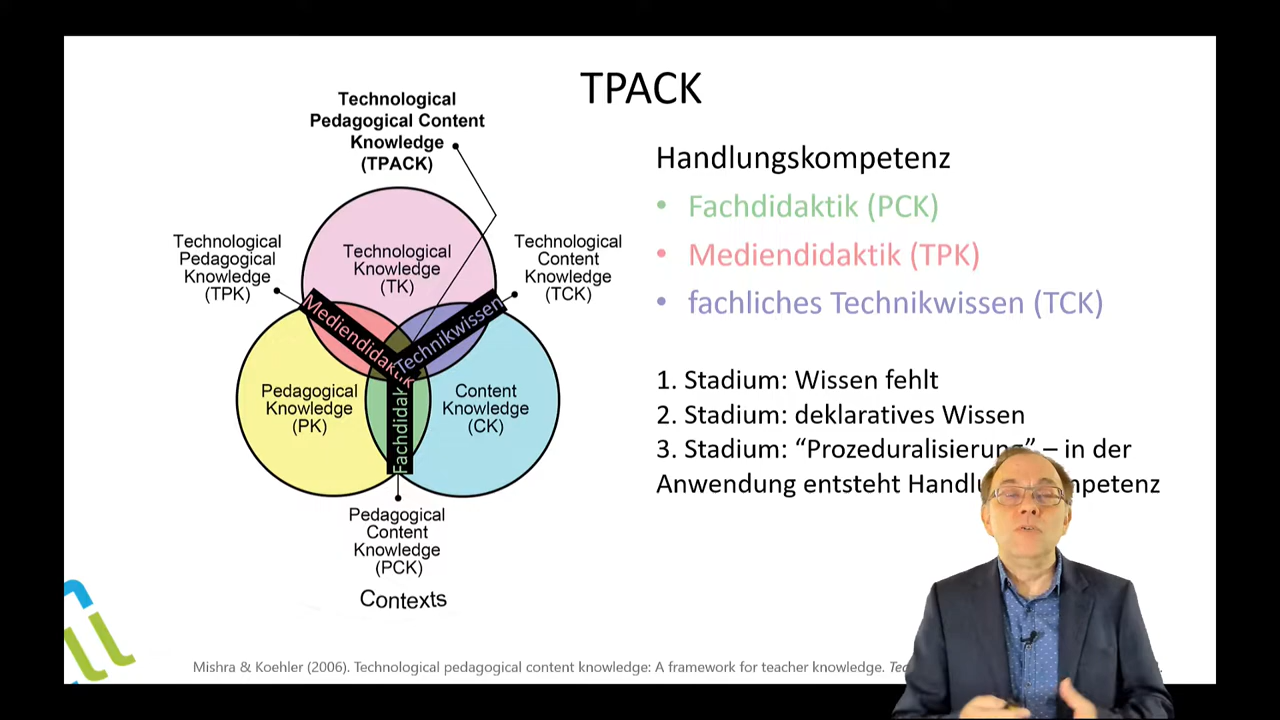 TPACK
Technological
Pedagogical Content
Knowledge
(TPACK)
Technological
Pedagogical
Knowledge
(TPK)
Technological
Knowledge
(TK)
Technological
Content
Knowledge
(TCK)
Mediendidaktik
Technikwissen
Pedagogical
Knowledge
(PK)
Content
Knowledge
(CK)
Fachdidak
Pedagogical
Content
Knowledge
(PCK)
Contexts
Handlungskompetenz
• Fachdidaktik (PCK)
• Mediendidaktik (TPK)
• fachliches Technikwissen (TCK)
1. Stadium: Wissen fehlt
2. Stadium: deklaratives Wissen
3. Stadium: “Prozeduralisierung” – in der
Anwendung entsteht Handlungskompetenz
Mishra & Koehler (2006). Technological pedagogical content knowledge: A framework for teacher knowledge.